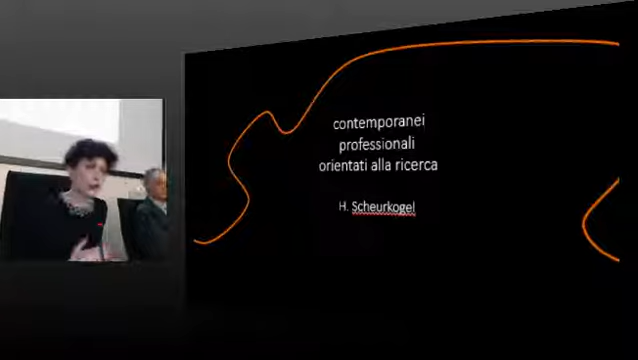 contemporanei
professionali
orientati alla ricerca
H. Scheurkogel